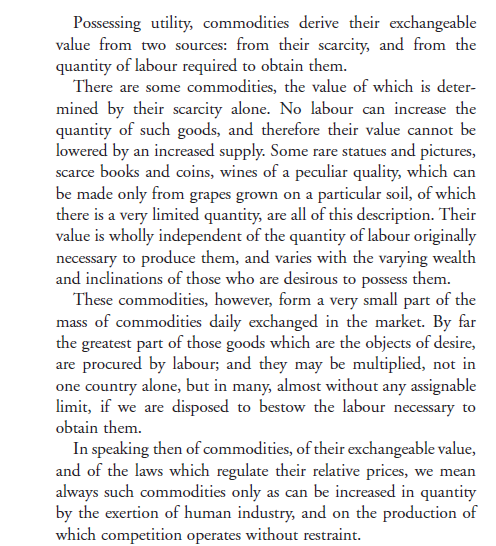 Possessing utility, commodities derive their exchangeable
value from two sources: from their scarcity, and from the
quantity of labour required to obtain them.
There are some commodities, the value of which is deter-
mined by their scarcity alone. No labour can increase the
quantity of such goods, and therefore their value cannot be
lowered by an increased supply. Some rare statues and pictures,
scarce books and coins, wines of a peculiar quality, which can
be made only from grapes grown on a particular soil, of which
there is a very limited quantity, are all of this description. Their
value is wholly independent of the quantity of labour originally
necessary to produce them, and varies with the varying wealth
and inclinations of those who are desirous to possess them.
These commodities, however, form a very small part of the
mass of commodities daily exchanged in the market. By far
the greatest part of those goods which are the objects of desire,
are procured by labour; and they may be multiplied, not in
one country alone, but in many, almost without any assignable
limit, if we are disposed to bestow the labour necessary to
obtain them.
In speaking then of commodities, of their exchangeable value,
and of the laws which regulate their relative prices, we mean
always such commodities only as can be increased in quantity
by the exertion of human industry, and on the production of
which competition operates without restraint.